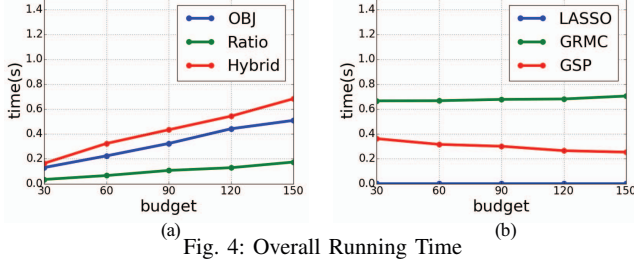 1.4
1.2
1.0
0.8
0.6
0.4
0.2
0.0
time(s)
OBJ
Ratio
Hybrid
30 60 90 120 150
budget
(a)
1.4
1.2
1.0
0.8
0.6
0.4
0.2
0.0
time(s)
LASSO
GRMC
GSP
30 60 90 120 150
budget
(b)
Fig. 4: Overall Running Time